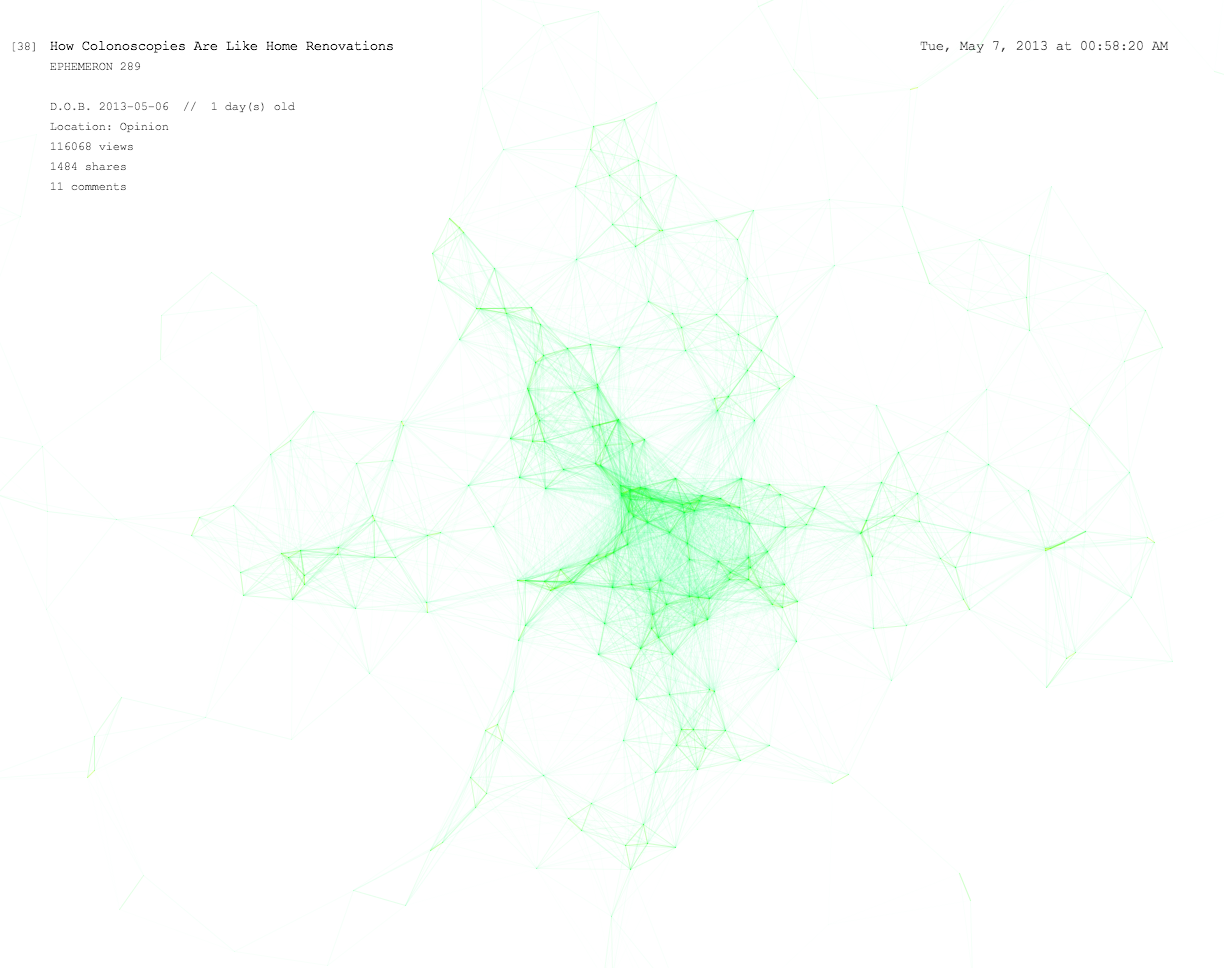 [38] How Colonoscopies Are Like Home Renovations
Tue, May 7, 2013 at 00:58:20 AM
EPHEMERON 289
D.O.B. 2013-05-06 // 1 day(s) old
Location: Opinion
116068 views
1484 shares
11 comments